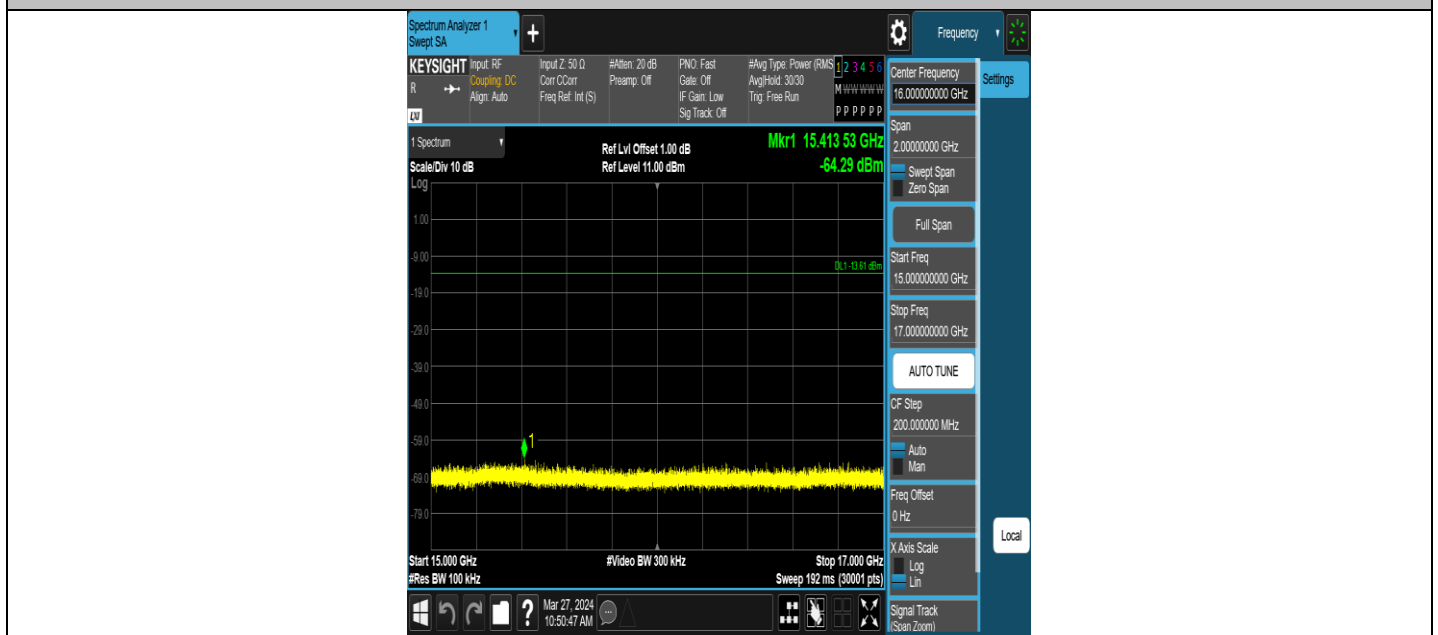 Spectrum Analyzer 1
Swept SA
+
Frequency
KEYSIGHT
R
LXI
Input: RF
Coupling: DC
Align: Auto
Input Z: 50 Ω
Corr CCorr
Freq Ref: Int (S)
#Atten: 20 dB
Preamp: Off
PNO: Fast
Gate: Off
IF Gain: Low
Sig Track: Off
#Avg Type: Power (RMS
Avg|Hold: 30/30
Trig: Free Run
1 2 3 4 5 6
M W W W W W
P P P P P P
1 Spectrum
Scale/Div 10 dB
Log
Ref Lvl Offset 1.00 dB
Ref Level 11.00 dBm
Mkr1 15.413 53 GHz
-64.29 dBm
1.00
-9.00
-19.0
-29.0
-39.0
-49.0
-59.0
-69.0
-79.0
DL1 -13.61 dBm
1
Start 15.000 GHz
#Res BW 100 kHz
#Video BW 300 kHz
Stop 17.000 GHz
Sweep 192 ms (30001 pts)
Center Frequency
16.000000000 GHz
Settings
Span
2.00000000 GHz
Swept Span
Zero Span
Full Span
Start Freq
15.000000000 GHz
Stop Freq
17.000000000 GHz
AUTO TUNE
CF Step
200.000000 MHz
Auto
Man
Freq Offset
0 Hz
X Axis Scale
Log
Lin
Local
Signal Track
(Span Zoom)
?
Mar 27, 2024
10:50:47 AM